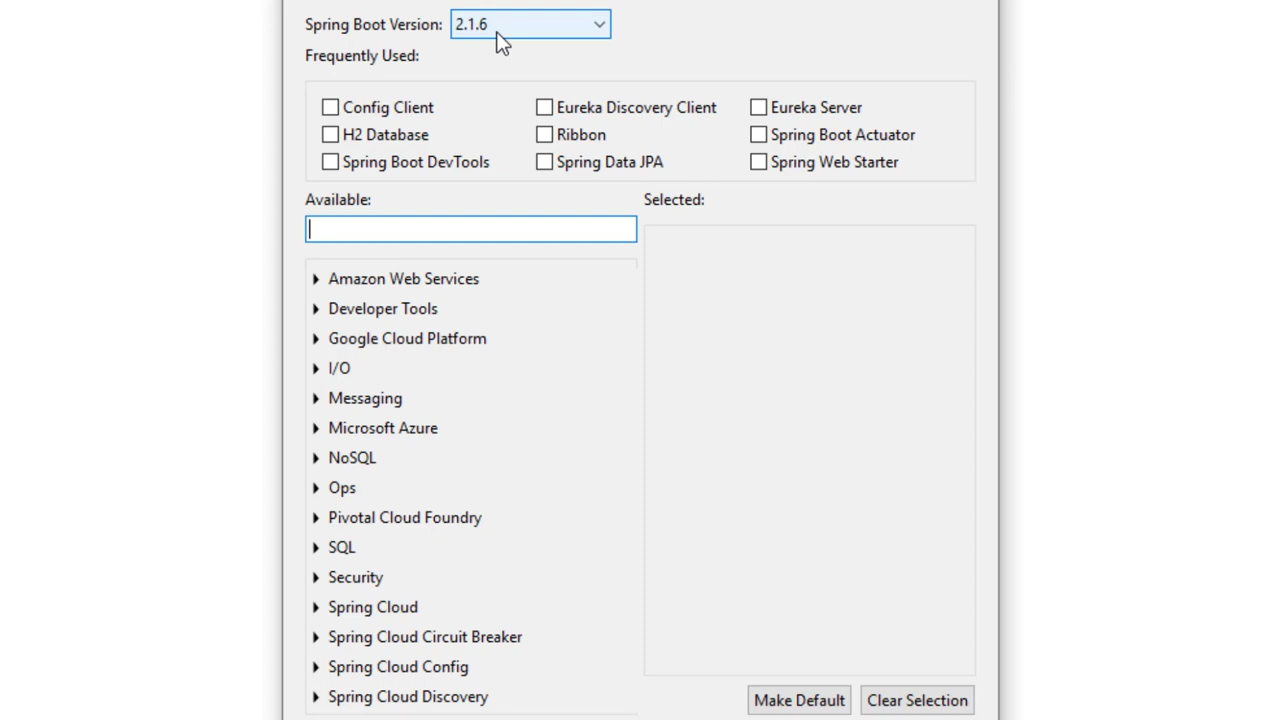 Spring Boot Version: 2.1.6
Frequently Used:
Config Client Eureka Discovery Client Eureka Server
H2 Database Ribbon Spring Boot Actuator
Spring Boot DevTools Spring Data JPA Spring Web Starter
Available: Selected:
Amazon Web Services
Developer Tools
Google Cloud Platform
I/O
Messaging
Microsoft Azure
NoSQL
Ops
Pivotal Cloud Foundry
SQL
Security
Spring Cloud
Spring Cloud Circuit Breaker
Spring Cloud Config
Spring Cloud Discovery
Make Default Clear Selection